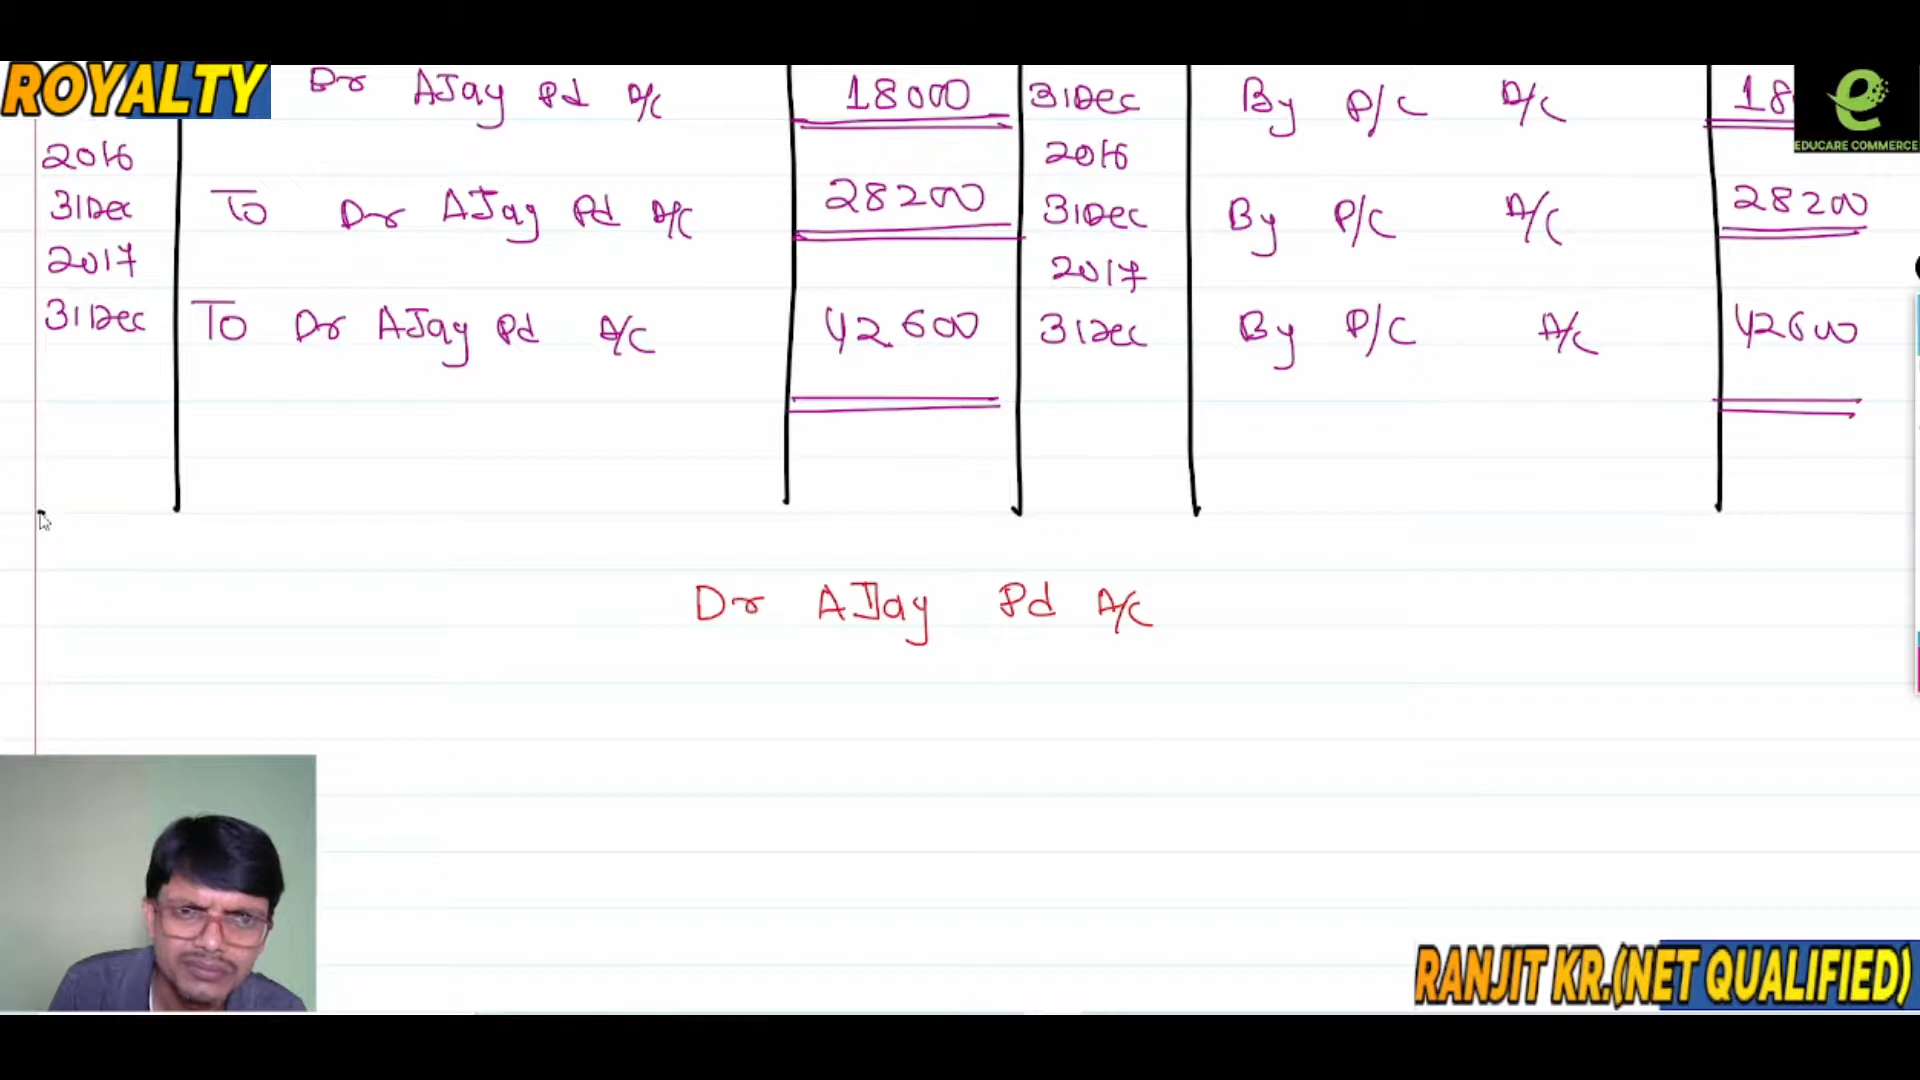 ROYALTY
Dr AJay Pd A/C 18000 31Dec By P/C A/C 18
EDUCARE COMMERCE
2016 2016
31Dec To Dr AJay Pd A/C 28200 31Dec By P/C A/C 28200
2017 2017
31Dec To Dr AJay Pd A/C 42600 31Dec By P/C A/C 42600
Dr AJay Pd A/C
RANJIT KR.(NET QUALIFIED)